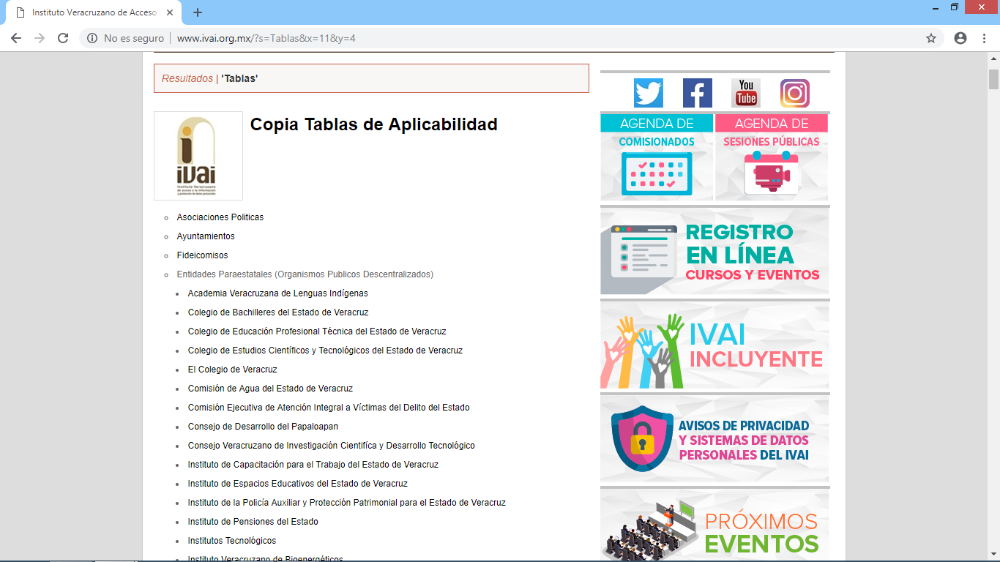 Instituto Veracruzano de Acceso
No es seguro
www.ivai.org.mx/?s=Tablas&x=11&y=4
Resultados | 'Tablas'
ivai
Instituto Veracruzano
de acceso a la información
y protección de datos personales
Copia Tablas de Aplicabilidad
Asociaciones Politicas
Ayuntamientos
Fideicomisos
Entidades Paraestatales (Organismos Publicos Descentralizados)
Academia Veracruzana de Lenguas Indígenas
Colegio de Bachilleres del Estado de Veracruz
Colegio de Educación Profesional Técnica del Estado de Veracruz
Colegio de Estudios Científicos y Tecnológicos del Estado de Veracruz
El Colegio de Veracruz
Comisión de Agua del Estado de Veracruz
Comisión Ejecutiva de Atención Integral a Víctimas del Delito del Estado
Consejo de Desarrollo del Papaloapan
Consejo Veracruzano de Investigación Cientifíca y Desarrollo Tecnológico
Instituto de Capacitación para el Trabajo del Estado de Veracruz
Instituto de Espacios Educativos del Estado de Veracruz
Instituto de la Policía Auxiliar y Protección Patrimonial para el Estado de Veracruz
Instituto de Pensiones del Estado
Institutos Tecnológicos
Instituto Veracruzano de Bioenergéticos
You
Tube
AGENDA DE
COMISIONADOS
AGENDA DE
SESIONES PÚBLICAS
REGISTRO
EN LÍNEA
CURSOS Y EVENTOS
IVAI
INCLUYENTE
AVISOS DE PRIVACIDAD
Y SISTEMAS DE DATOS
PERSONALES DEL IVAI
PRÓXIMOS
EVENTOS